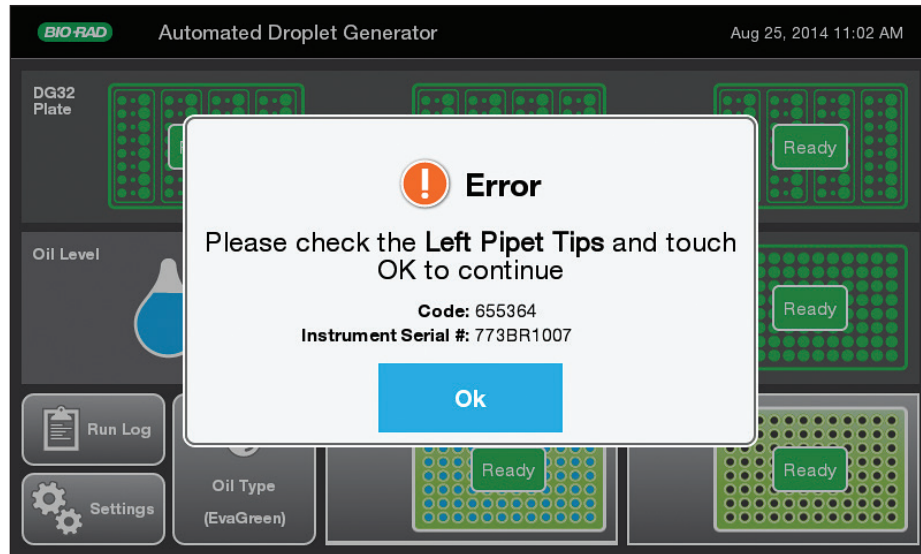 BIO-RAD
Automated Droplet Generator
Aug 25, 2014 11:02 AM
DG32
Plate
Ready
Error
Please check the Left Pipet Tips and touch
OK to continue
Code: 655364
Instrument Serial #: 773BR1007
Ok
Oil Level
Ready
Run Log
Settings
Oil Type
(EvaGreen)
Ready
Ready